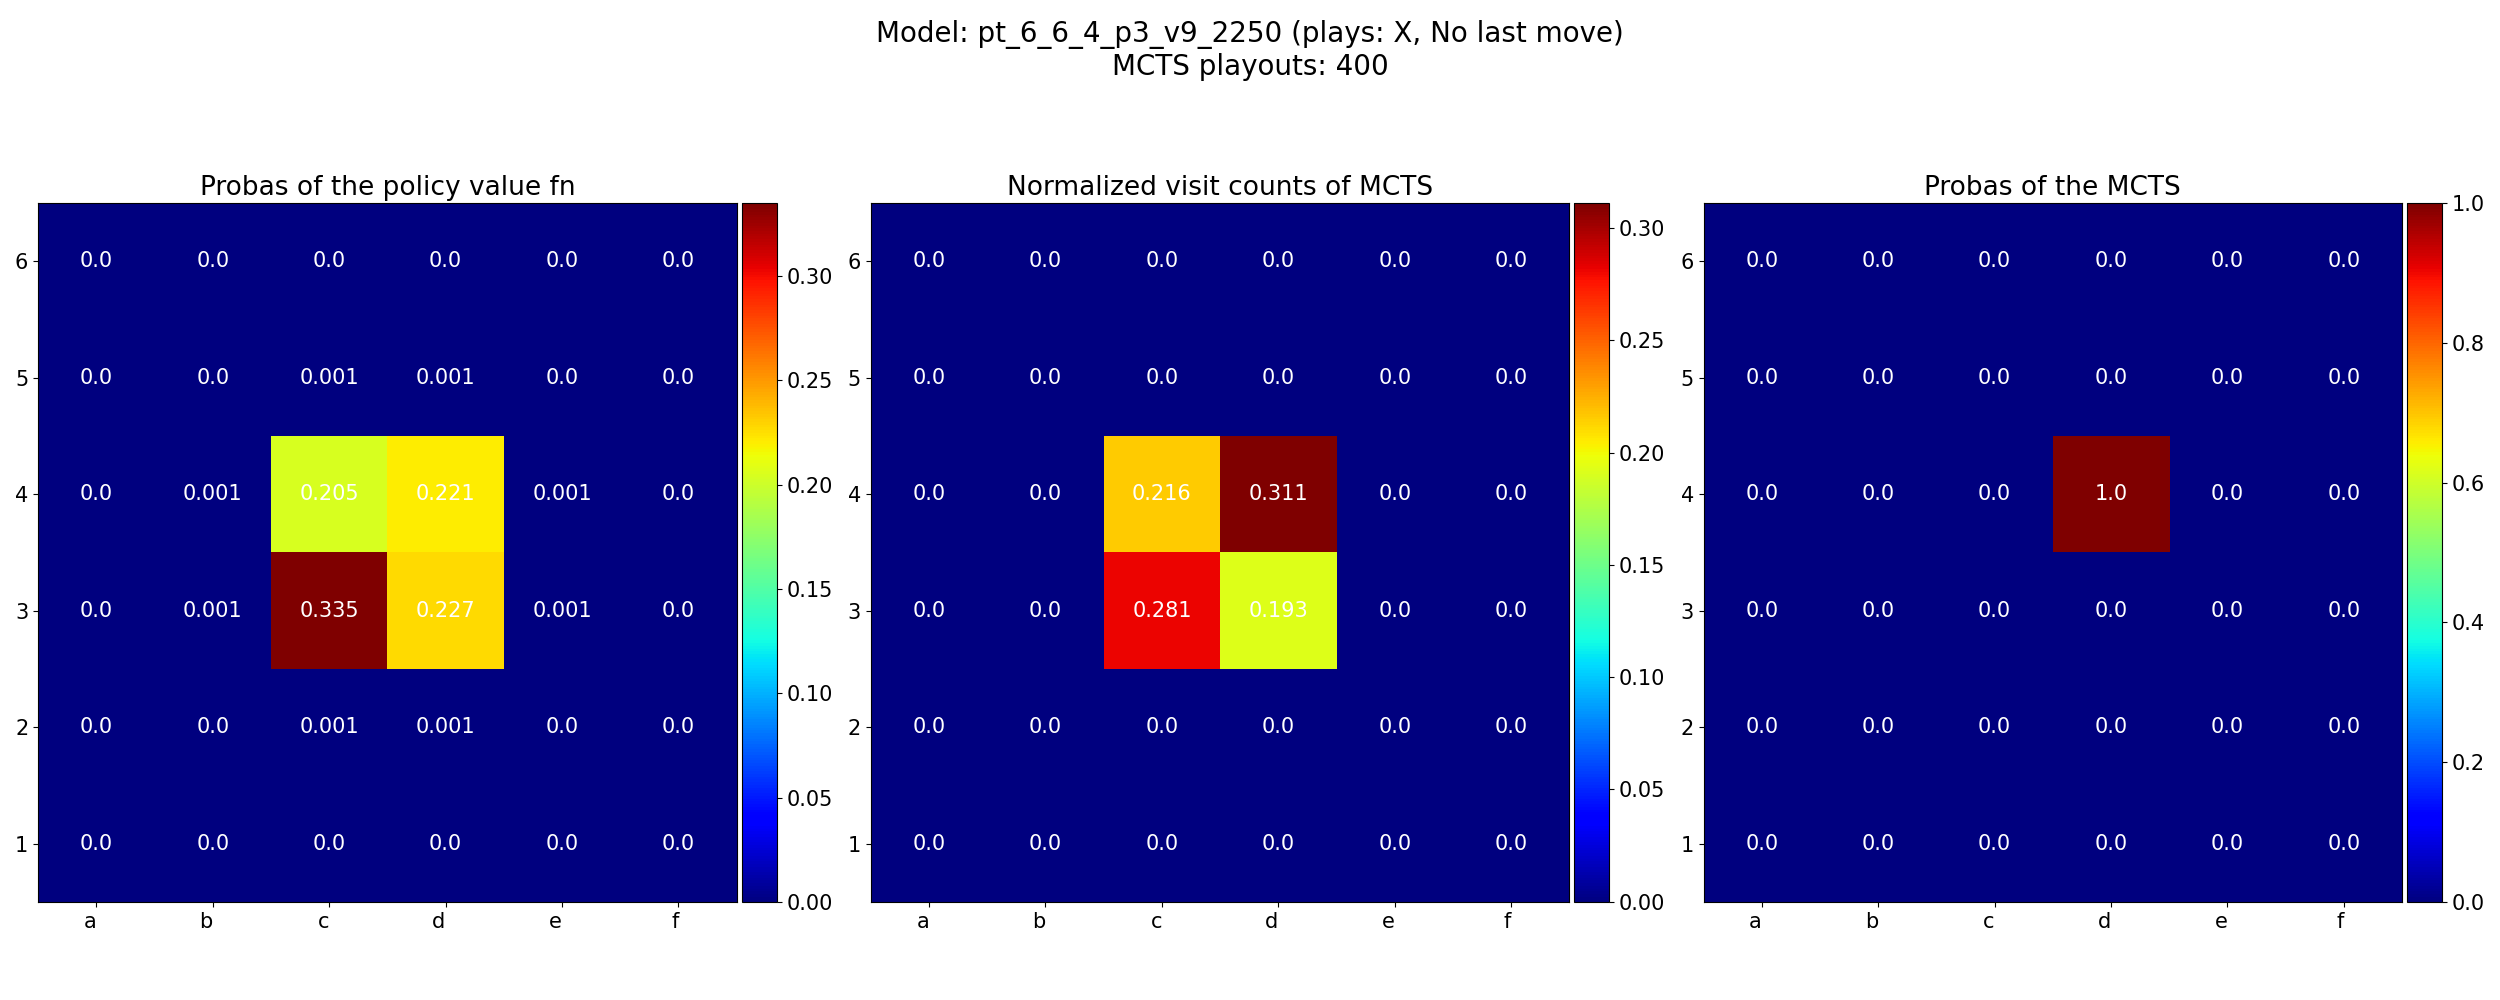 Model: pt_6_6_4_p3_v9_2250 (plays: X, No last move)
MCTS playouts: 400
Probas of the policy value fn
6 0.0 0.0 0.0 0.0 0.0 0.0
5 0.0 0.0 0.001 0.001 0.0 0.0
4 0.0 0.001 0.205 0.221 0.001 0.0
3 0.0 0.001 0.335 0.227 0.001 0.0
2 0.0 0.0 0.001 0.001 0.0 0.0
1 0.0 0.0 0.0 0.0 0.0 0.0
a b c d e f
0.30
0.25
0.20
0.15
0.10
0.05
0.00
Normalized visit counts of MCTS
6 0.0 0.0 0.0 0.0 0.0 0.0
5 0.0 0.0 0.0 0.0 0.0 0.0
4 0.0 0.0 0.216 0.311 0.0 0.0
3 0.0 0.0 0.281 0.193 0.0 0.0
2 0.0 0.0 0.0 0.0 0.0 0.0
1 0.0 0.0 0.0 0.0 0.0 0.0
a b c d e f
0.30
0.25
0.20
0.15
0.10
0.05
0.00
Probas of the MCTS
6 0.0 0.0 0.0 0.0 0.0 0.0
5 0.0 0.0 0.0 0.0 0.0 0.0
4 0.0 0.0 0.0 1.0 0.0 0.0
3 0.0 0.0 0.0 0.0 0.0 0.0
2 0.0 0.0 0.0 0.0 0.0 0.0
1 0.0 0.0 0.0 0.0 0.0 0.0
a b c d e f
1.0
0.8
0.6
0.4
0.2
0.0